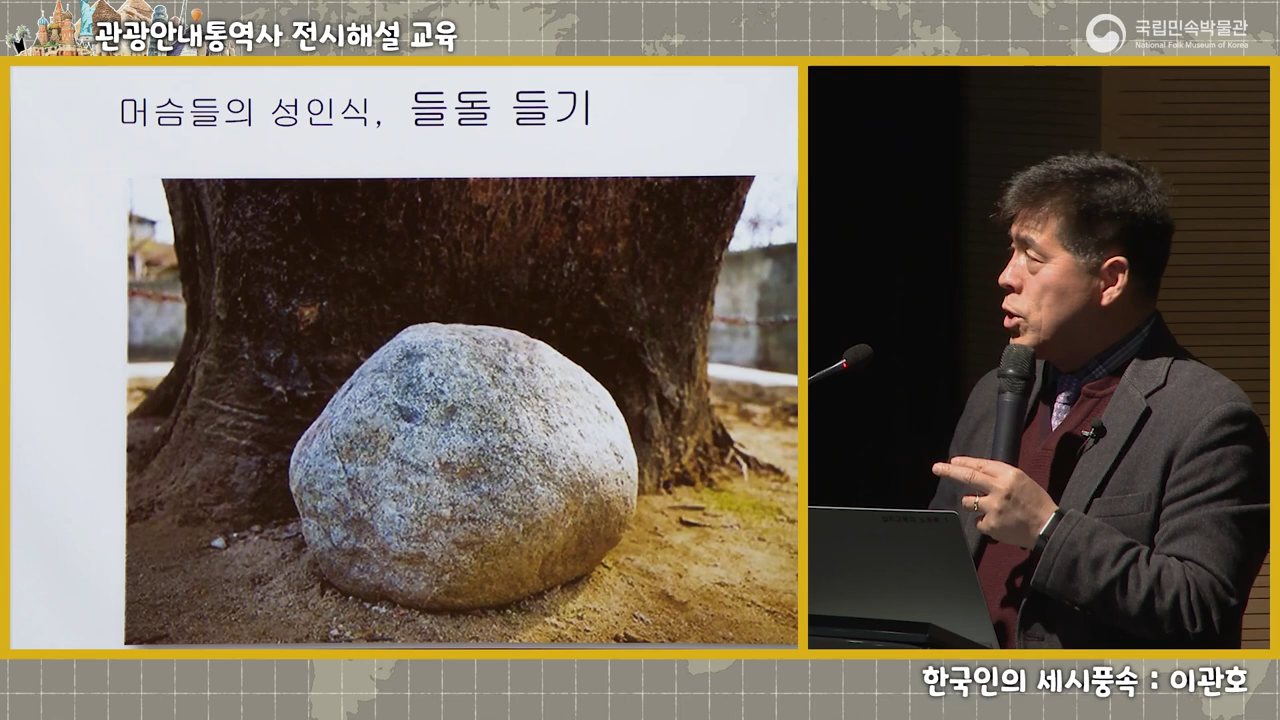 관광안내통역사 전시해설 교육
국립민속박물관
National Folk Museum of Korea
머슴들의 성인식, 들돌 들기
한국인의 세시풍속 : 이관호